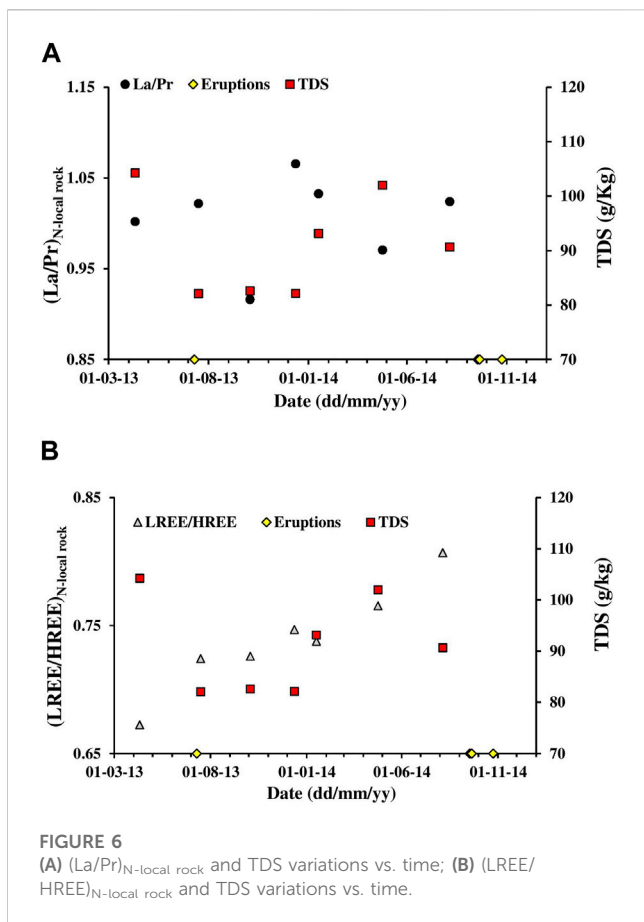 A
La/Pr Eruptions TDS
1.15
1.05
0.95
0.85
(La/Pr)N-local rock
120
110
100
90
80
70
TDS (g/Kg)
01-03-13 01-08-13 01-01-14 01-06-14 01-11-14
Date (dd/mm/yy)
B
LREE/HREE Eruptions TDS
0.85
0.75
0.65
(LREE/HREE)N-local rock
120
110
100
90
80
70
TDS (g/kg)
01-03-13 01-08-13 01-01-14 01-06-14 01-11-14
Date (dd/mm/yy)
FIGURE 6
(A) (La/Pr)N-local rock and TDS variations vs. time; (B) (LREE/
HREE)N-local rock and TDS variations vs. time.